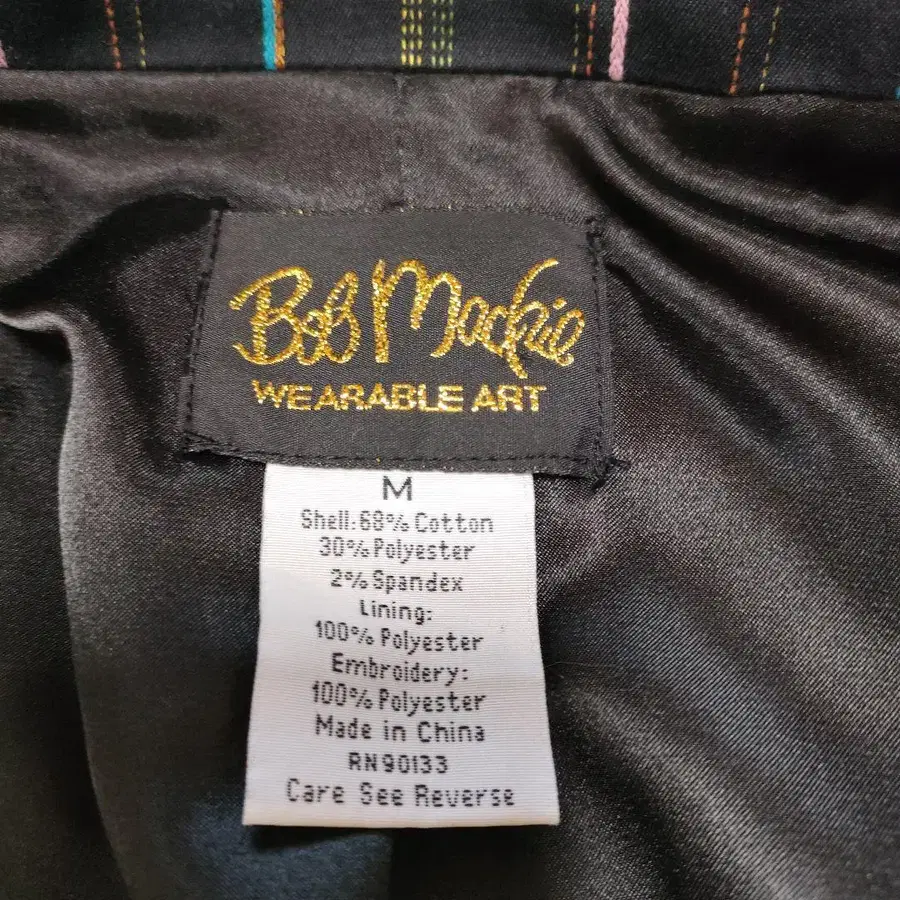 Bob Mackie
WEARABLE ART
M
Shell:68% Cotton
30% Polyester
2% Spandex
Lining:
100% Polyester
Embroidery:
100% Polyester
Made in China
RN90133
Care See Reverse